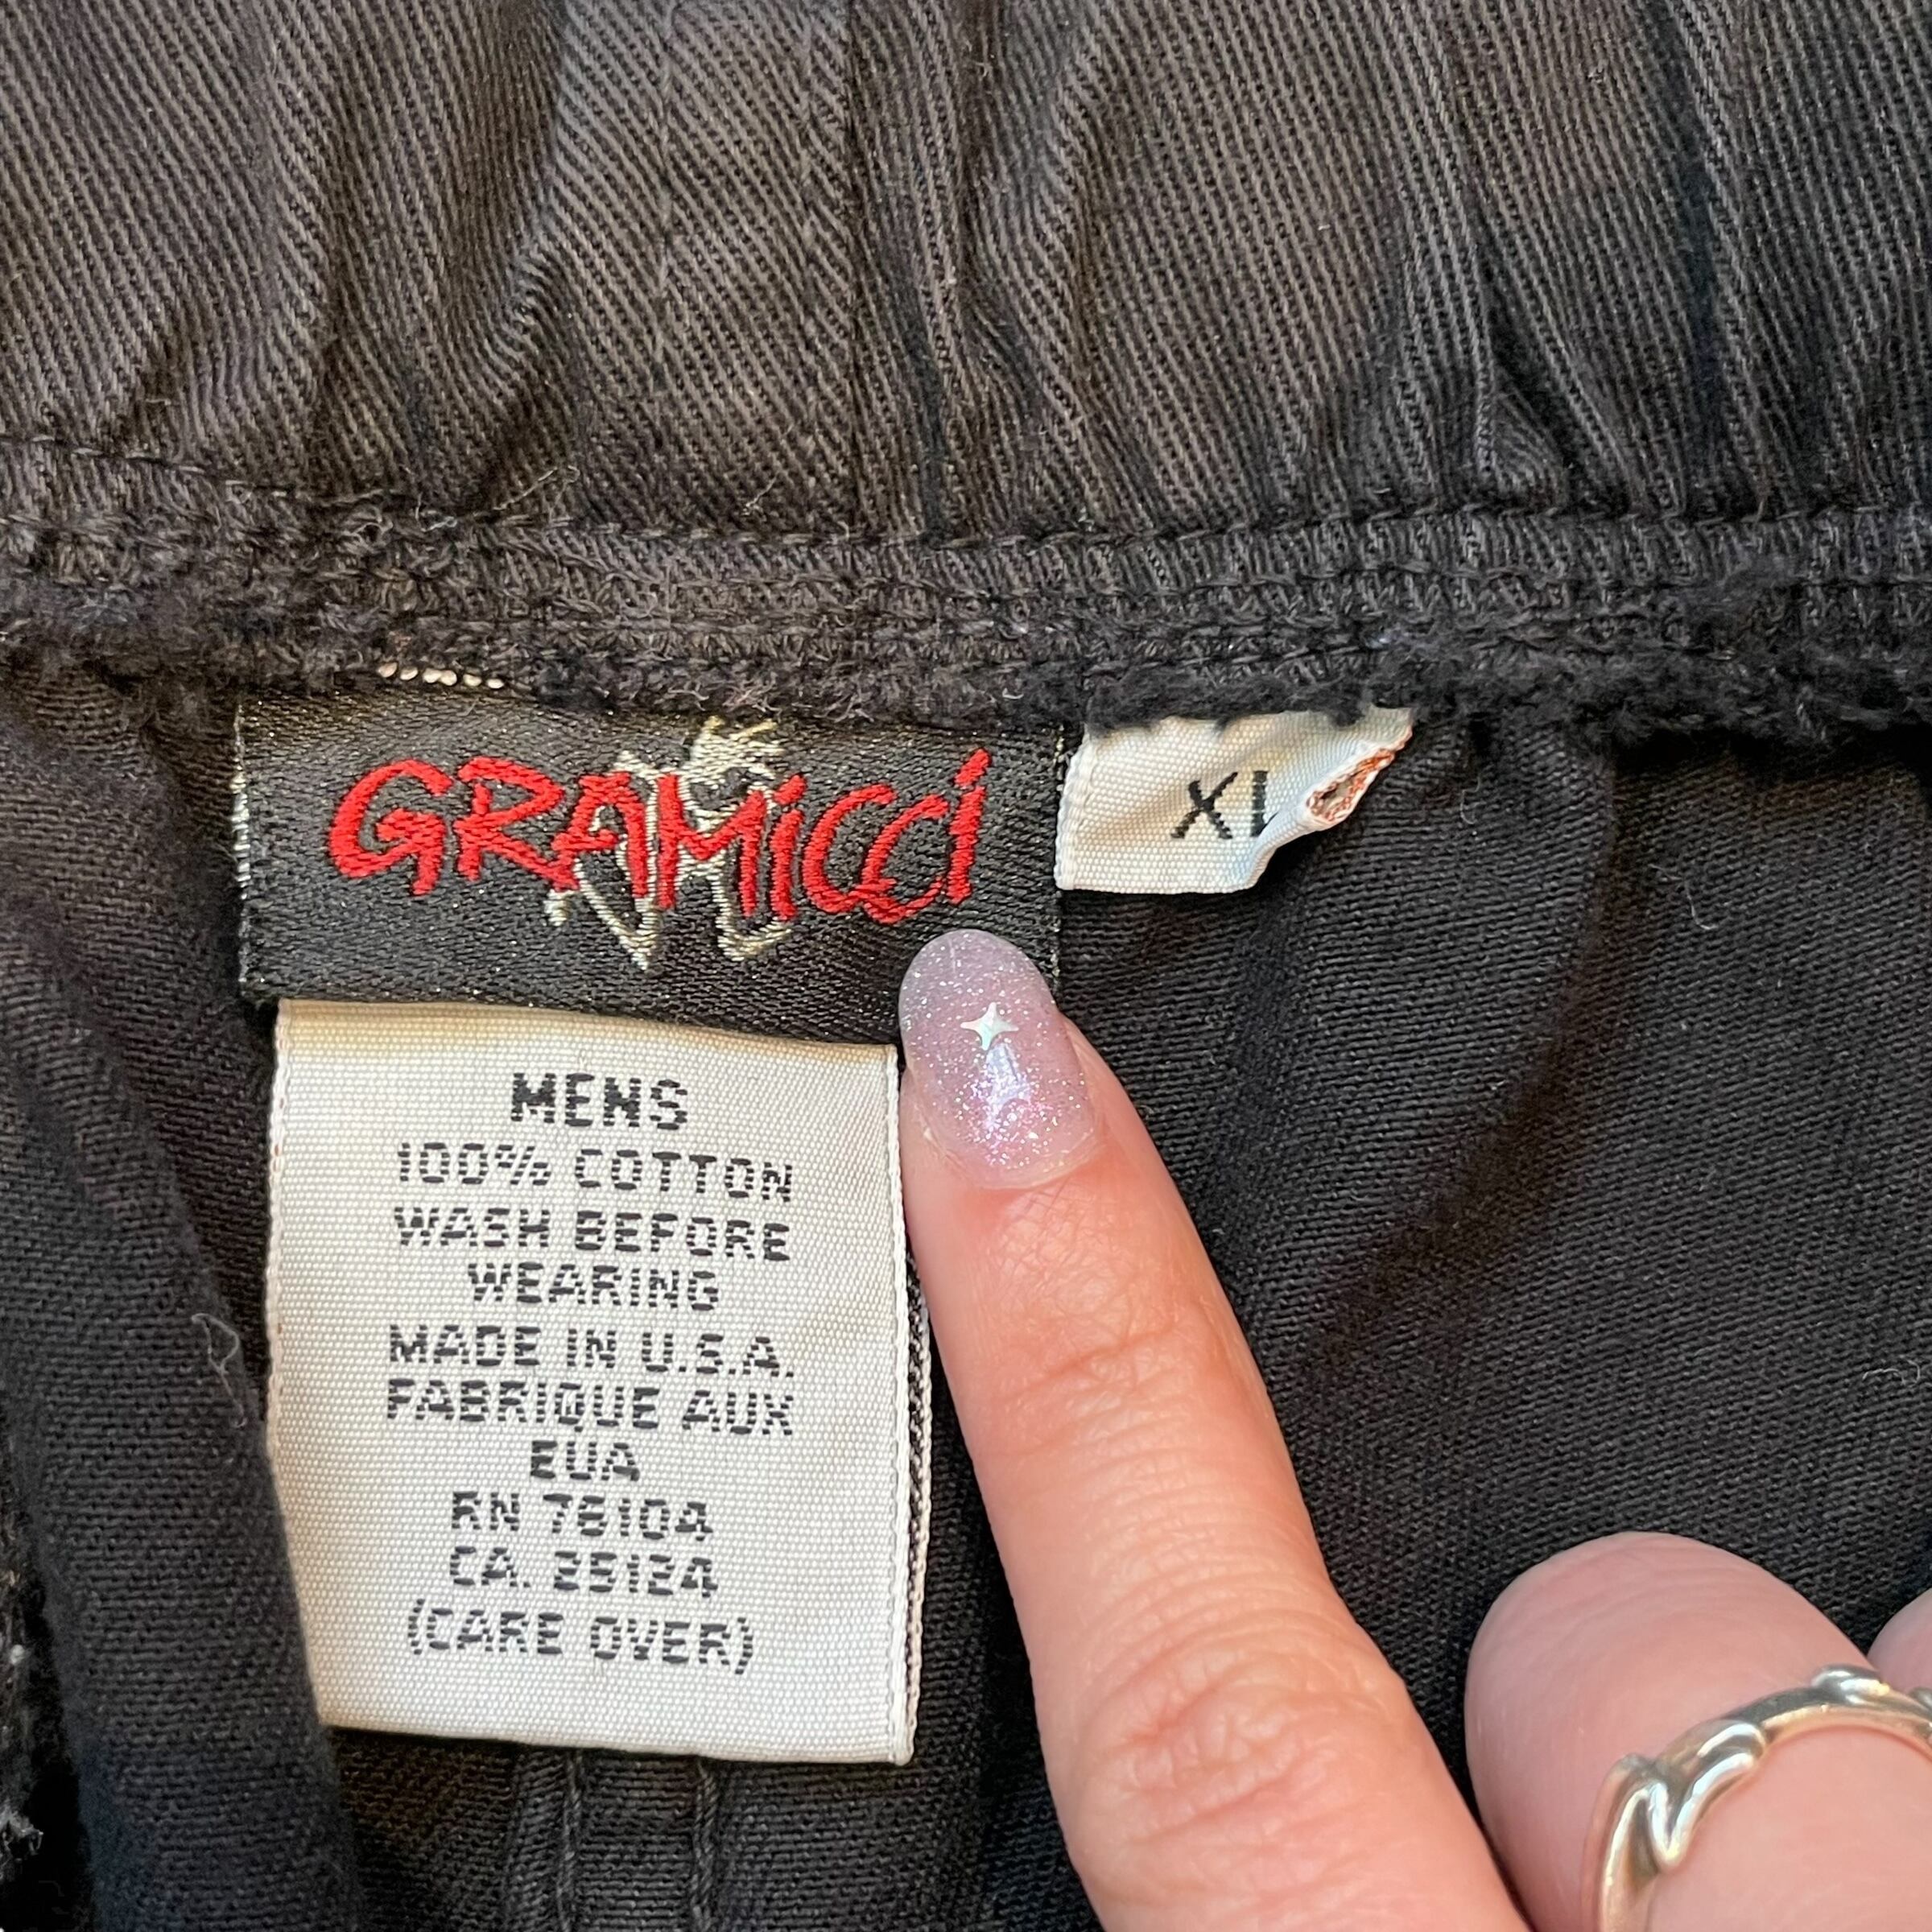 GRAMicci
XL
MENS
100% COTTON
WASH BEFORE
WEARING
MADE IN U.S.A.
FABRIQUE AUX
EUA
RN 76104
CA. 25124
(CARE OVER)